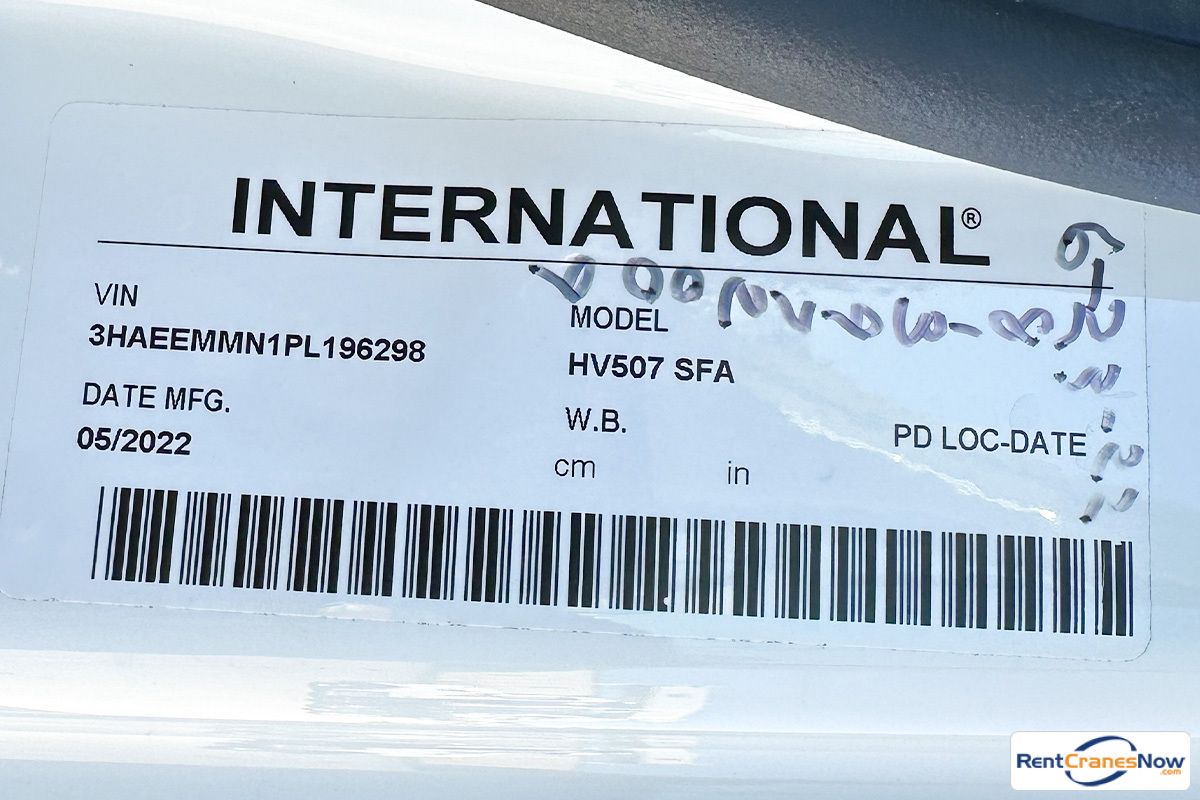 INTERNATIONAL®
VIN
3HAEEMMN1PL196298
MODEL
HV507 SFA
DATE MFG.
05/2022
W.B.
cm in
PD LOC-DATE
RentCranesNow
.com